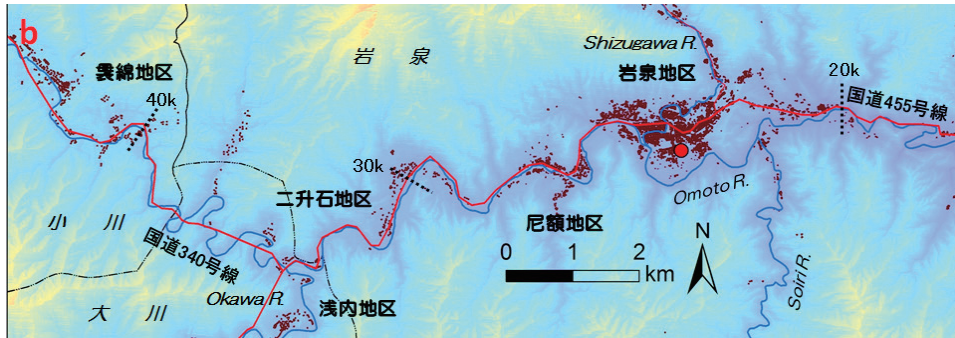 b
岩 泉
Shizugawa R.
袰綿地区
岩泉地区
40k
20k
国道455号線
30k
二升石地区
Omoto R.
尼額地区
小 川
国道340号線
N
0 1 2
km
Soiri R.
Okawa R.
大 川
浅内地区